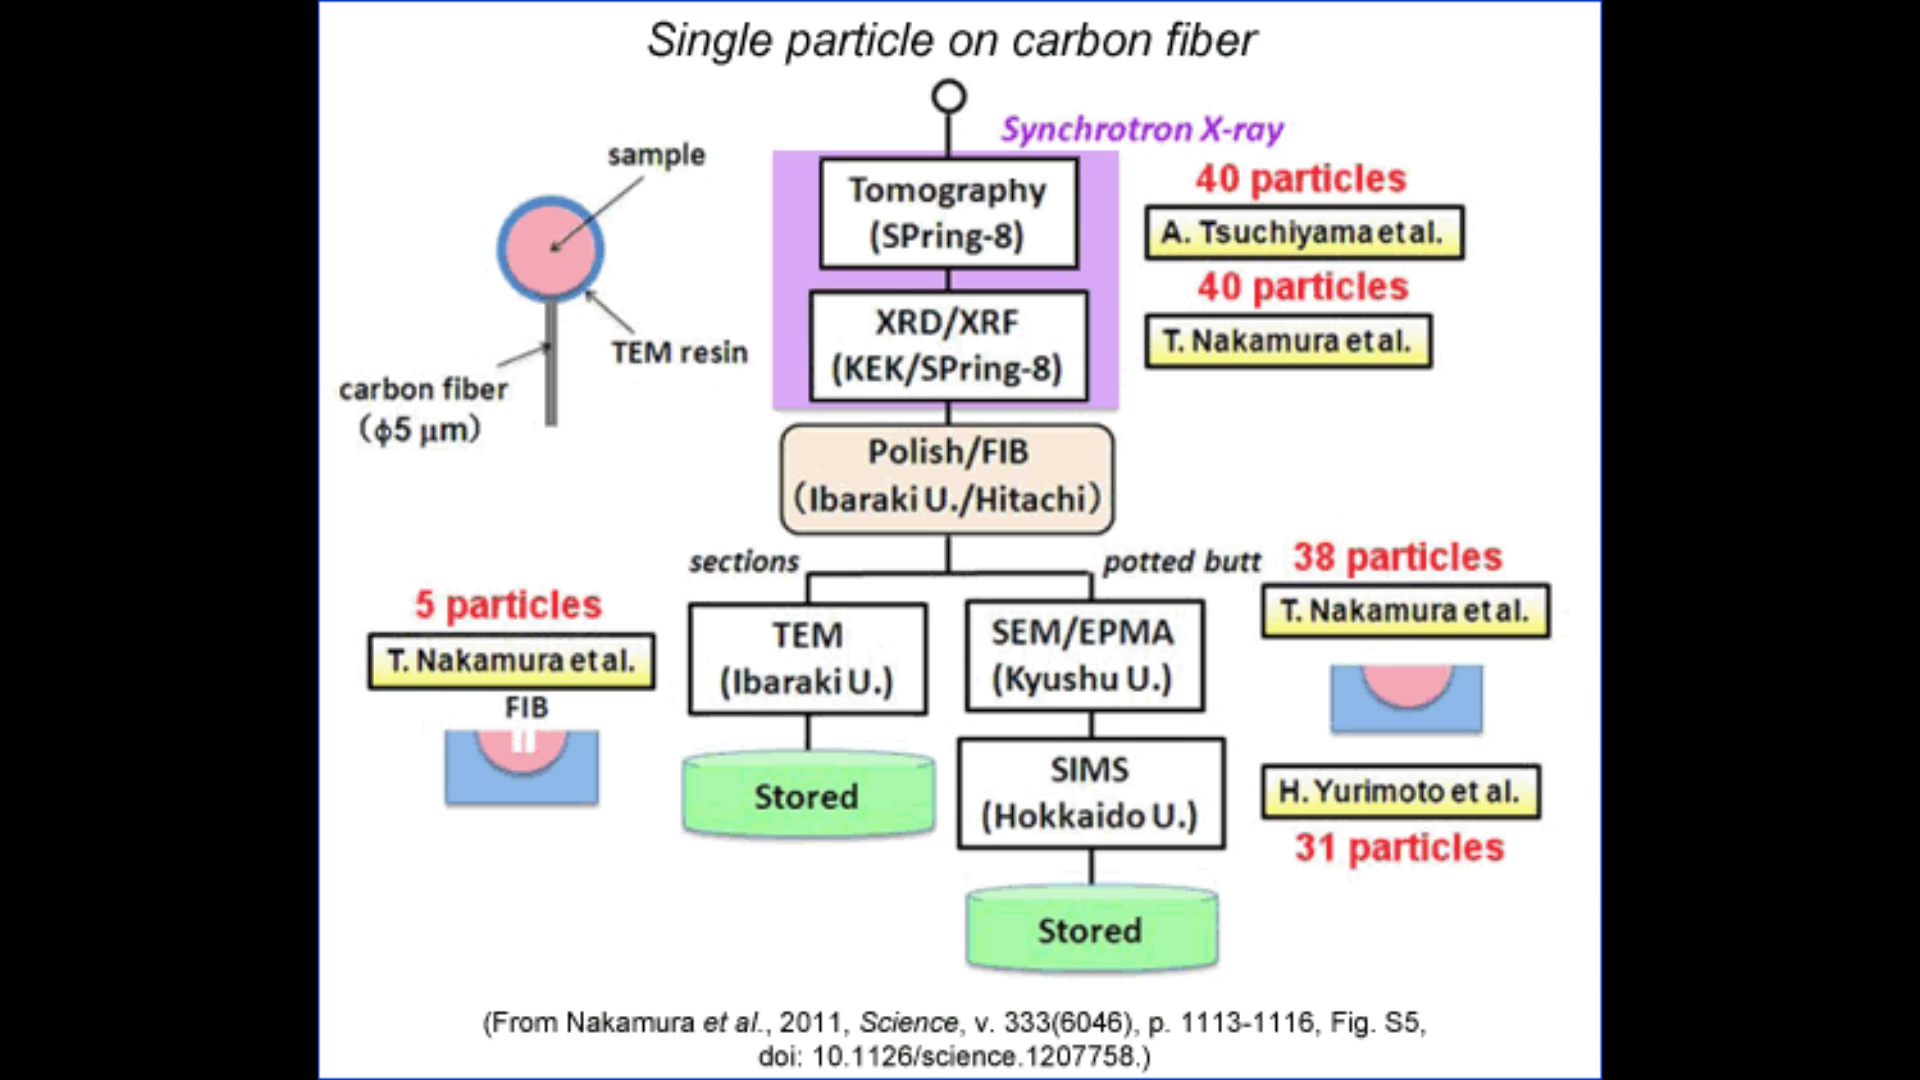 Single particle on carbon fiber
Synchrotron X-ray
sample
TEM resin
carbon fiber
(ϕ5 μm)
Tomography
(SPring-8)
40 particles
A. Tsuchiyama et al.
XRD/XRF
(KEK/SPring-8)
40 particles
T. Nakamura et al.
Polish/FIB
(Ibaraki U./Hitachi)
sections
potted butt
5 particles
T. Nakamura et al.
FIB
TEM
(Ibaraki U.)
Stored
SEM/EPMA
(Kyushu U.)
38 particles
T. Nakamura et al.
SIMS
(Hokkaido U.)
H. Yurimoto et al.
31 particles
Stored
(From Nakamura et al., 2011, Science, v. 333(6046), p. 1113-1116, Fig. S5,
doi: 10.1126/science.1207758.)